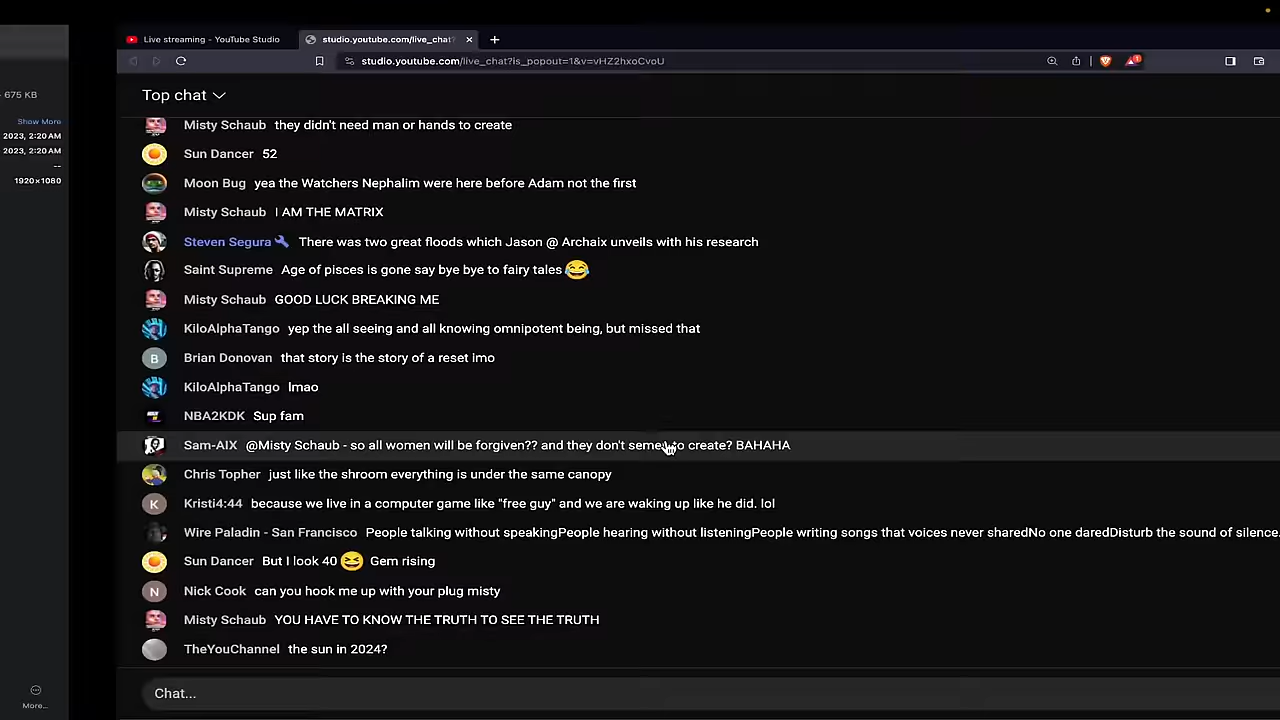 Live streaming - YouTube Studio
studio.youtube.com/live_chat?
studio.youtube.com/live_chat?is_popout=1&v=vHZ2hxoCvoU
1
- 675 KB
Show More
2023, 2:20 AM
2023, 2:20 AM
--
1920×1080
More...
Top chat
Misty Schaub they didn't need man or hands to create
Sun Dancer 52
Moon Bug yea the Watchers Nephalim were here before Adam not the first
Misty Schaub I AM THE MATRIX
Steven Segura There was two great floods which Jason @ Archaix unveils with his research
Saint Supreme Age of pisces is gone say bye bye to fairy tales 😂
Misty Schaub GOOD LUCK BREAKING ME
KiloAlphaTango yep the all seeing and all knowing omnipotent being, but missed that
B Brian Donovan that story is the story of a reset imo
KiloAlphaTango lmao
NBA2KDK Sup fam
Sam-AIX @Misty Schaub - so all women will be forgiven?? and they don't semed to create? BAHAHA
Chris Topher just like the shroom everything is under the same canopy
K Kristi4:44 because we live in a computer game like "free guy" and we are waking up like he did. lol
Wire Paladin - San Francisco People talking without speakingPeople hearing without listeningPeople writing songs that voices never sharedNo one daredDisturb the sound of silence.
Sun Dancer But I look 40 😆 Gem rising
N Nick Cook can you hook me up with your plug misty
Misty Schaub YOU HAVE TO KNOW THE TRUTH TO SEE THE TRUTH
TheYouChannel the sun in 2024?
Chat...